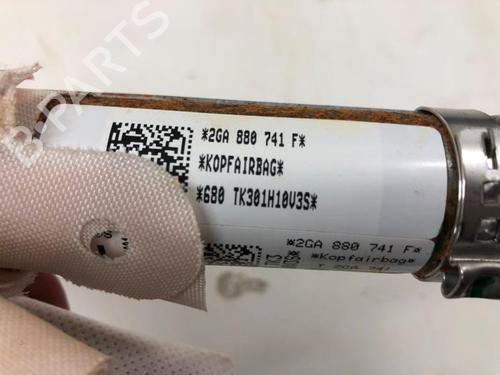 B-PARTS
*2GA 880 741 F*
*KOPFAIRBAG*
*680 TK301H10V3S*
*2GA 880 741 F*
*Kopfairbag*